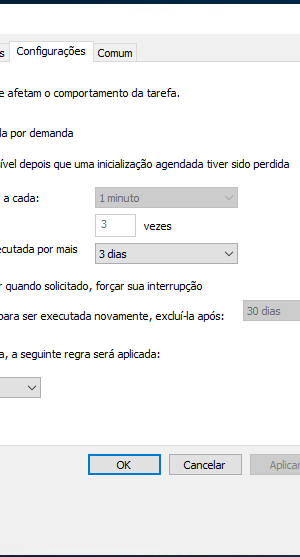 Configurações Comum
e afetam o comportamento da tarefa.
da por demanda
ível depois que uma inicialização agendada tiver sido perdida
r a cada: 1 minuto
3 vezes
ecutada por mais 3 dias
r quando solicitado, forçar sua interrupção
para ser executada novamente, excluí-la após: 30 dias
a, a seguinte regra será aplicada:
OK Cancelar Aplicar